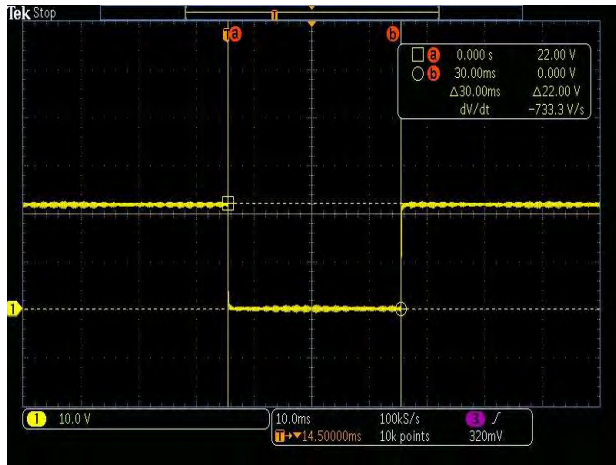 Tek Stop
T
T a b
a 0.000 s 22.00 V
b 30.00ms 0.000 V
Δ30.00ms Δ22.00 V
dV/dt -733.3 V/s
1
1 10.0 V
10.0ms 100kS/s 3
T→▼14.50000ms 10k points 320mV